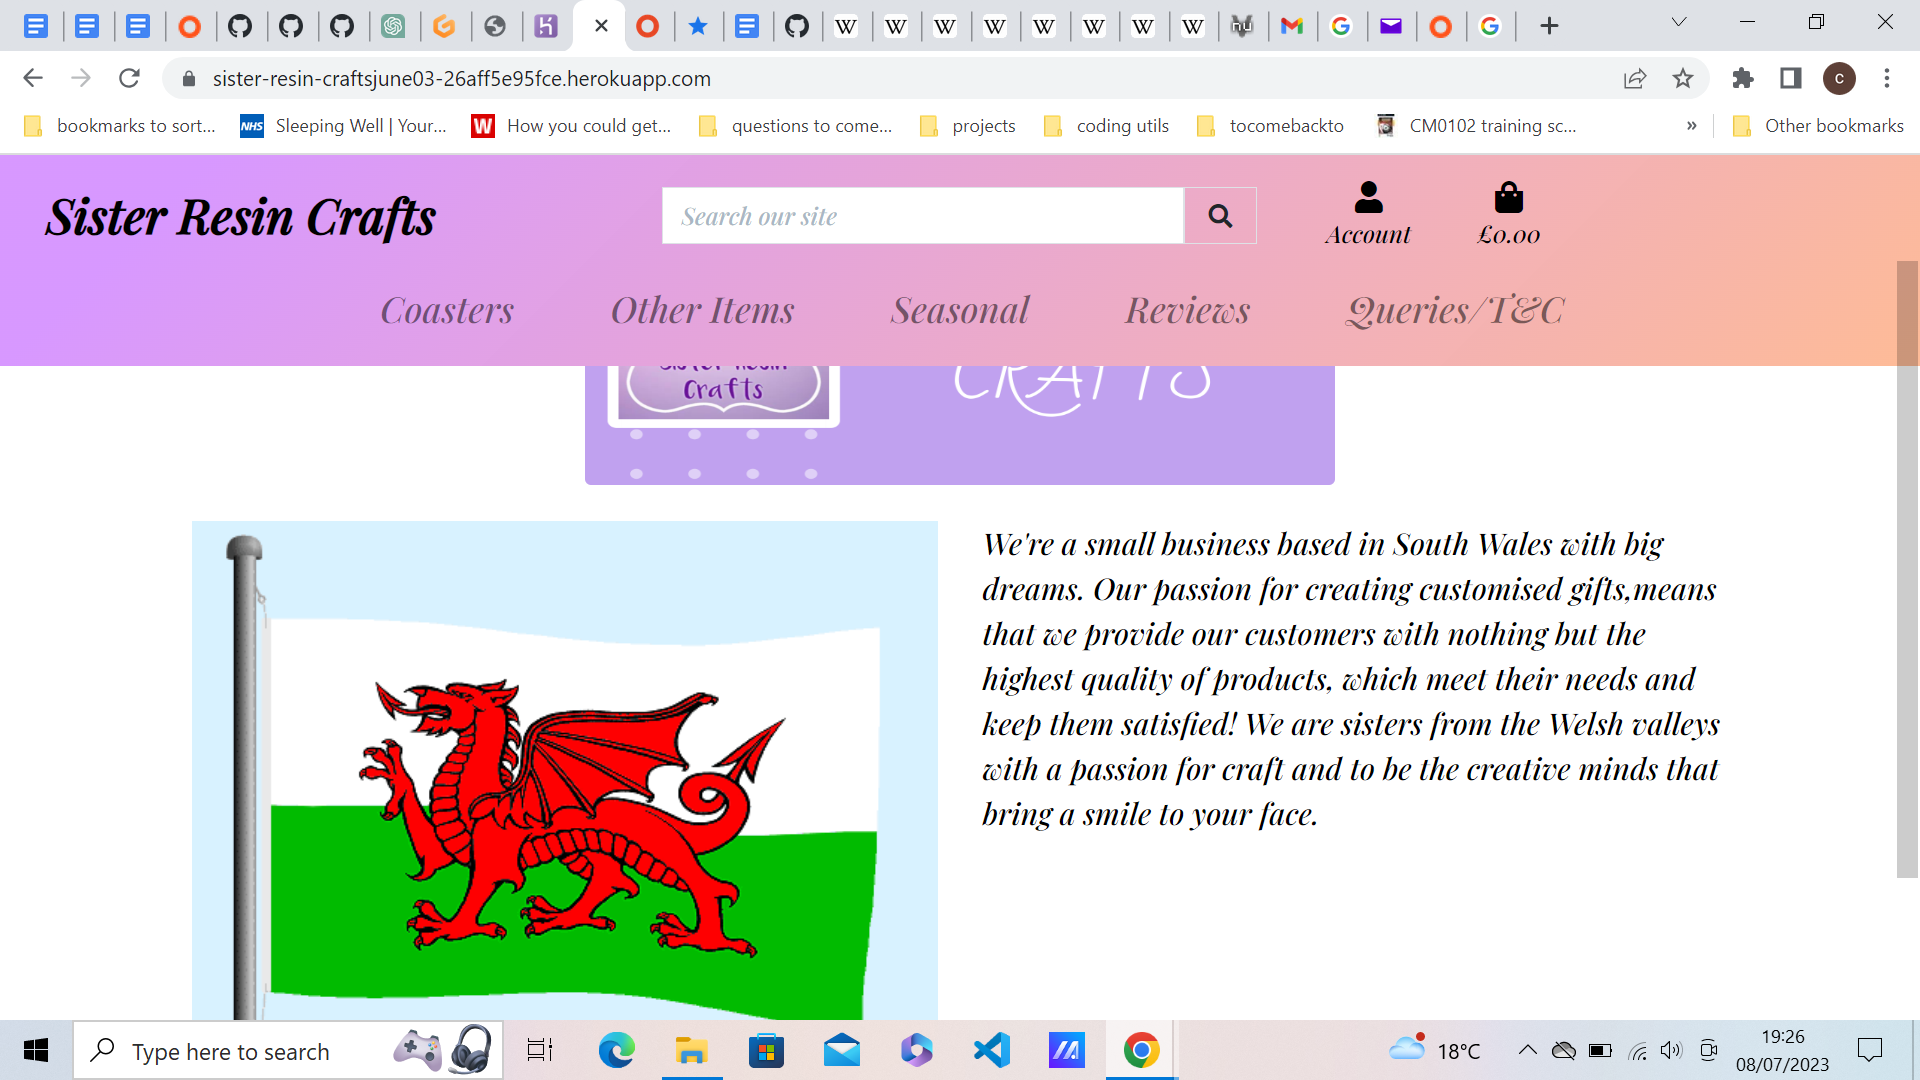 sister-resin-craftsjune03-26aff5e95fce.herokuapp.com
C
bookmarks to sort...
NHS
Sleeping Well | Your...
W
How you could get...
questions to come...
projects
coding utils
tocomebackto
CM0102 training sc...
»
Other bookmarks
Sister Resin Crafts
Search our site
Account
£0.00
Coasters
Other Items
Seasonal
Reviews
Queries/T&C
Sister Resin
Crafts
CRAFTS
We're a small business based in South Wales with big
dreams. Our passion for creating customised gifts,means
that we provide our customers with nothing but the
highest quality of products, which meet their needs and
keep them satisfied! We are sisters from the Welsh valleys
with a passion for craft and to be the creative minds that
bring a smile to your face.
Type here to search
18°C
19:26
08/07/2023